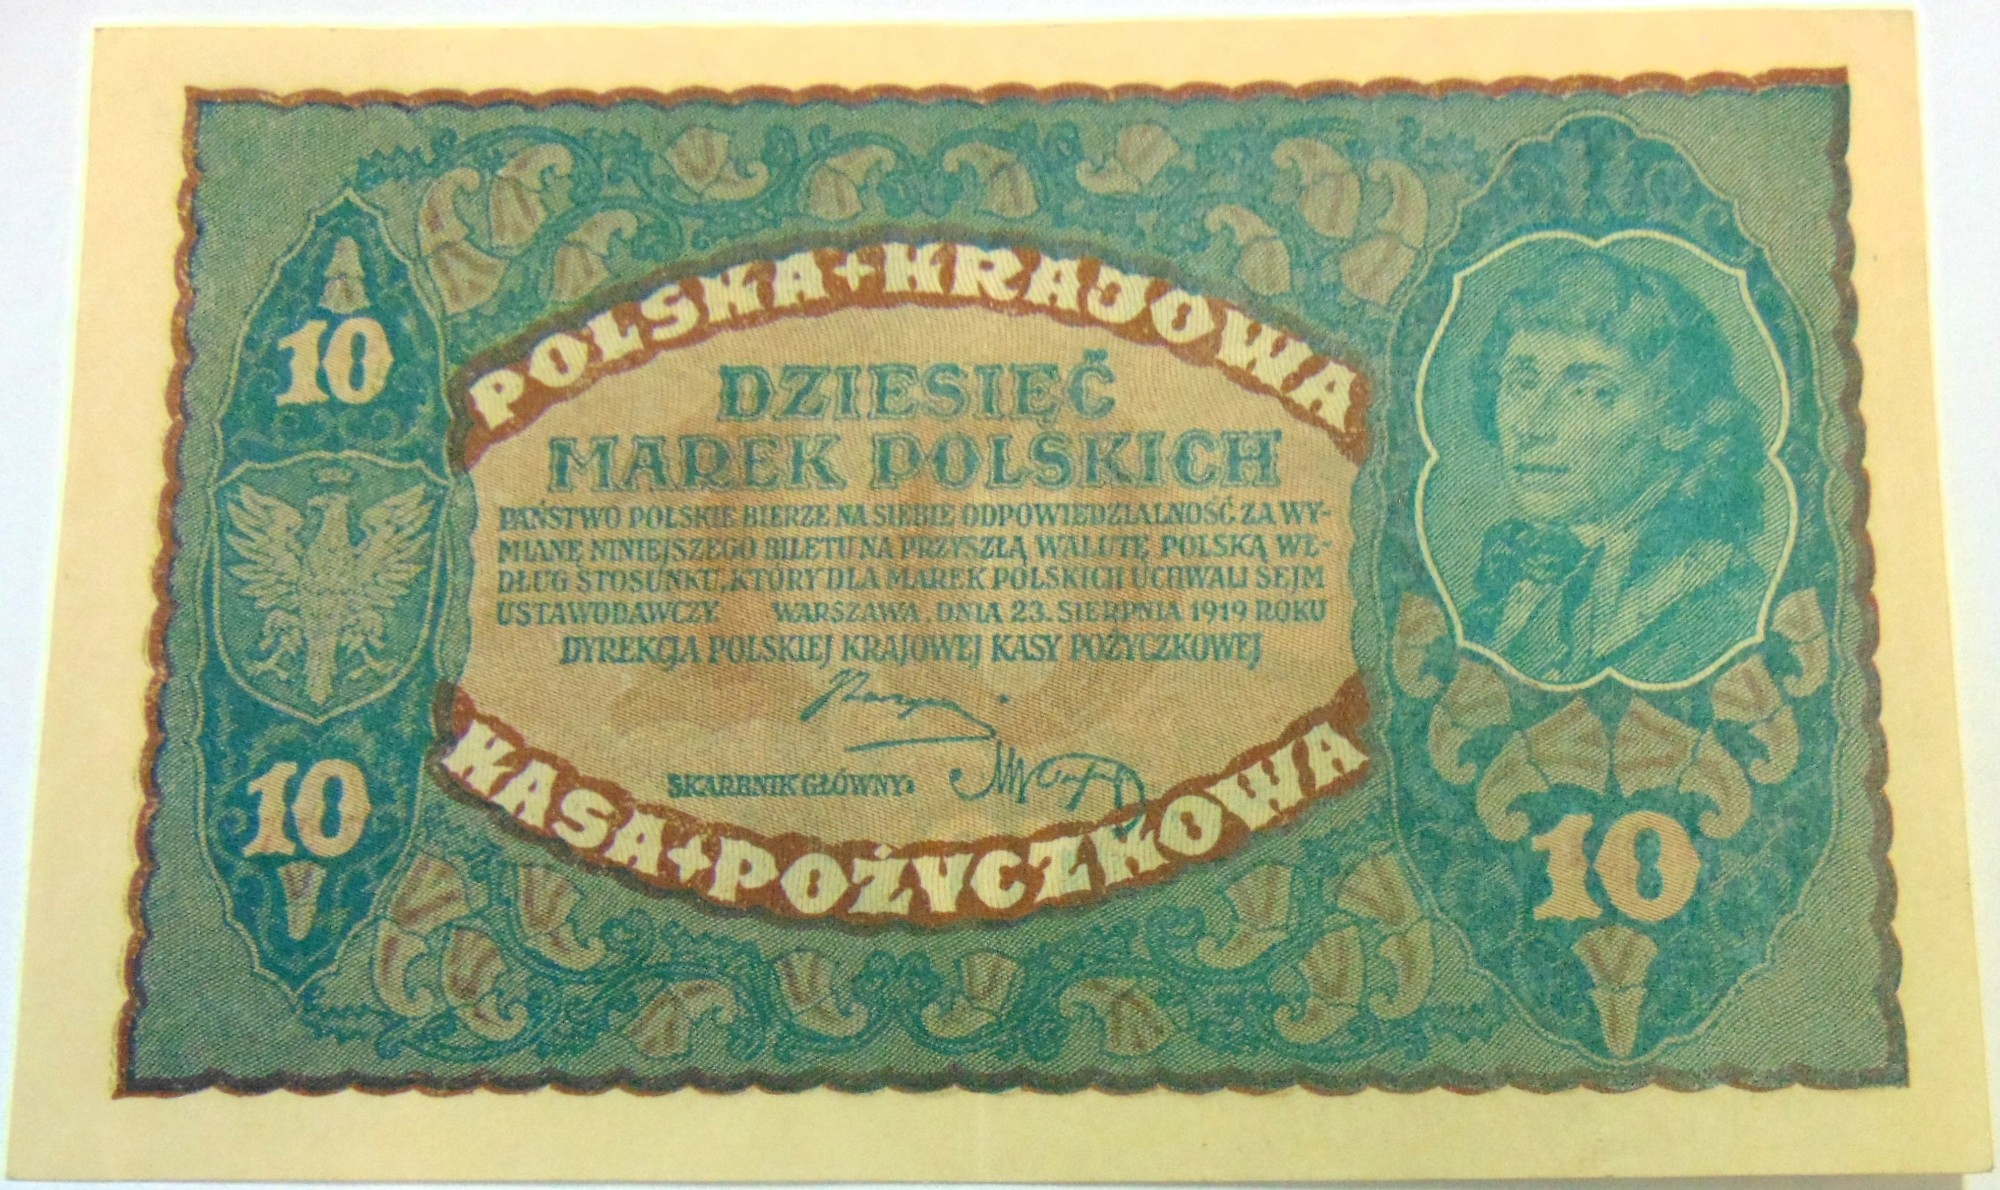 POLSKA + KRAJOWA
10
DZIESIĘĆ
MAREK POLSKICH
PAŃSTWO POLSKIE BIERZE NA SIEBIE ODPOWIEDZIALNOŚĆ ZA WY-
MIANĘ NINIEJSZEGO BILETU NA PRZYSZŁĄ WALUTĘ POLSKĄ WE-
DŁUG STOSUNKU, KTÓRY DLA MAREK POLSKICH UCHWALI SEJM
USTAWODAWCZY. WARSZAWA, DNIA 23. SIERPNIA 1919 ROKU
DYREKCJA POLSKIEJ KRAJOWEJ KASY POŻYCZKOWEJ
SKARBNIK GŁÓWNY:
KASA + POŻYCZKOWA
10
10